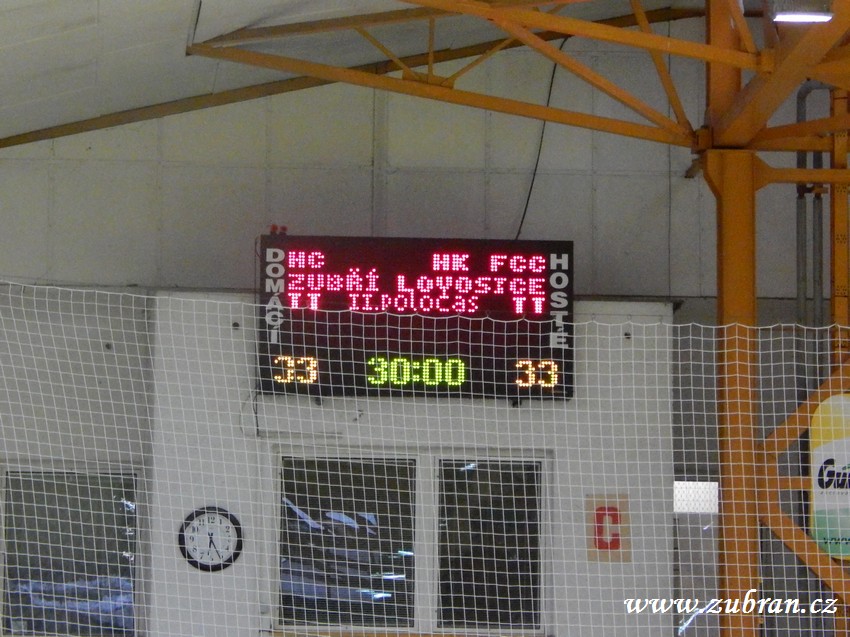 DOMÁCÍ
HC HK FCC
ZUBŘÍ LOVOSICE
TT II.POLOČAS TT
HOSTÉ
33 30:00 33
C
www.zubran.cz